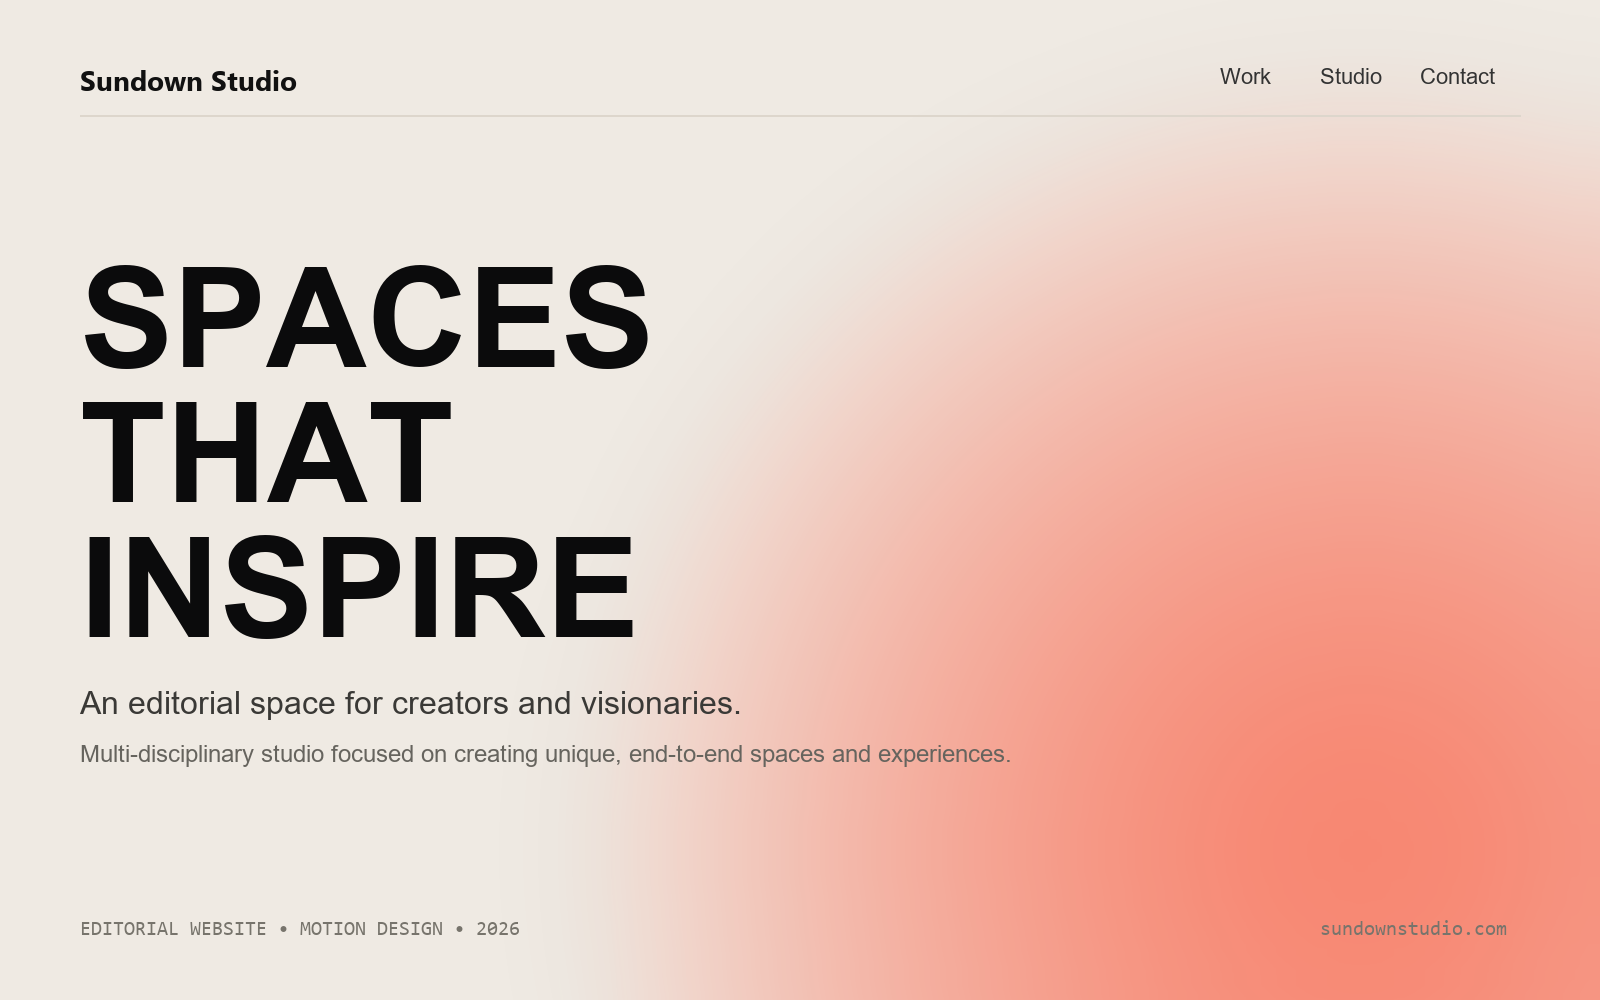 Sundown Studio
Work Studio Contact
SPACES
THAT
INSPIRE
An editorial space for creators and visionaries.
Multi-disciplinary studio focused on creating unique, end-to-end spaces and experiences.
EDITORIAL WEBSITE • MOTION DESIGN • 2026
sundownstudio.com